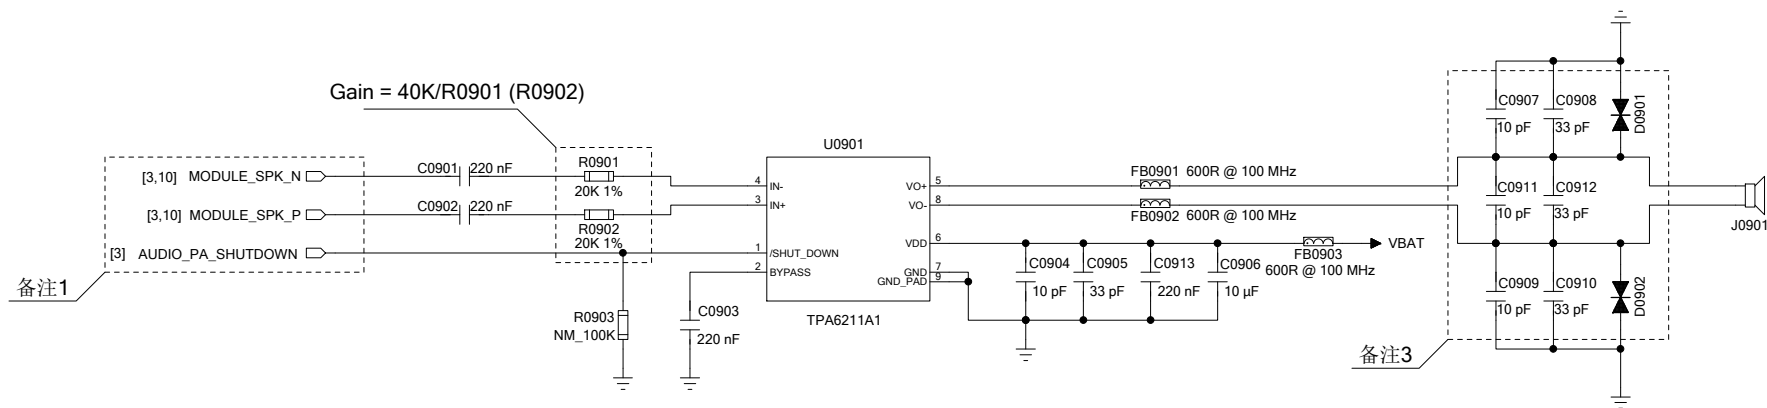 Gain = 40K/R0901 (R0902)
[3,10] MODULE_SPK_N
C0901 220 nF
R0901
20K 1%
[3,10] MODULE_SPK_P
C0902 220 nF
R0902
20K 1%
[3] AUDIO_PA_SHUTDOWN
备注1
R0903
NM_100K
C0903
220 nF
U0901
4 IN-
3 IN+
1 /SHUT_DOWN
2 BYPASS
VO+ 5
VO- 8
VDD 6
GND 7
GND_PAD 9
TPA6211A1
FB0901 600R @ 100 MHz
FB0902 600R @ 100 MHz
VBAT
FB0903
600R @ 100 MHz
C0904
10 pF
C0905
33 pF
C0913
220 nF
C0906
10 µF
C0907
10 pF
C0908
33 pF
D0901
C0911
10 pF
C0912
33 pF
J0901
C0909
10 pF
C0910
33 pF
D0902
备注3